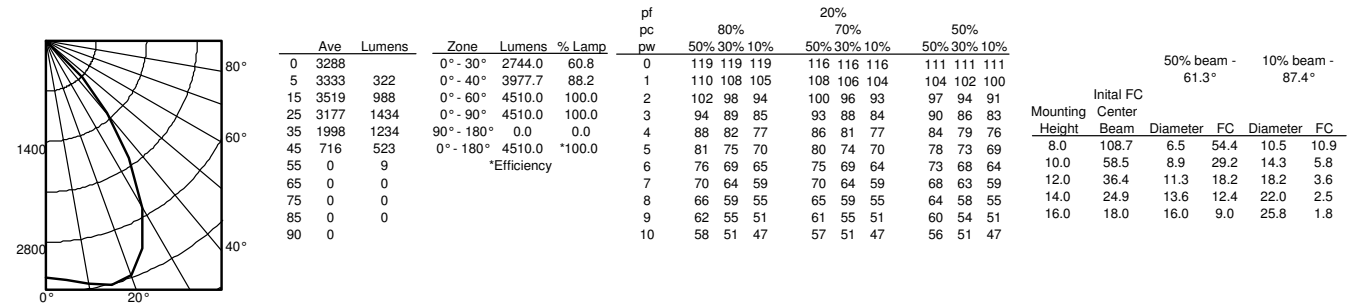 80°
60°
40°
1400
2800
0° 20°
Ave Lumens
0 3288
5 3333 322
15 3519 988
25 3177 1434
35 1998 1234
45 716 523
55 0 9
65 0 0
75 0 0
85 0 0
90 0
Zone Lumens % Lamp
0° - 30° 2744.0 60.8
0° - 40° 3977.7 88.2
0° - 60° 4510.0 100.0
0° - 90° 4510.0 100.0
90° - 180° 0.0 0.0
0° - 180° 4510.0 *100.0
*Efficiency
pf 20%
pc 80% 70% 50%
pw 50% 30% 10% 50% 30% 10% 50% 30% 10%
0 119 119 119 116 116 116 111 111 111
1 110 108 105 108 106 104 104 102 100
2 102 98 94 100 96 93 97 94 91
3 94 89 85 93 88 84 90 86 83
4 88 82 77 86 81 77 84 79 76
5 81 75 70 80 74 70 78 73 69
6 76 69 65 75 69 64 73 68 64
7 70 64 59 70 64 59 68 63 59
8 66 59 55 65 59 55 64 58 55
9 62 55 51 61 55 51 60 54 51
10 58 51 47 57 51 47 56 51 47
50% beam - 10% beam -
61.3° 87.4°
Inital FC
Mounting Center
Height Beam Diameter FC Diameter FC
8.0 108.7 6.5 54.4 10.5 10.9
10.0 58.5 8.9 29.2 14.3 5.8
12.0 36.4 11.3 18.2 18.2 3.6
14.0 24.9 13.6 12.4 22.0 2.5
16.0 18.0 16.0 9.0 25.8 1.8